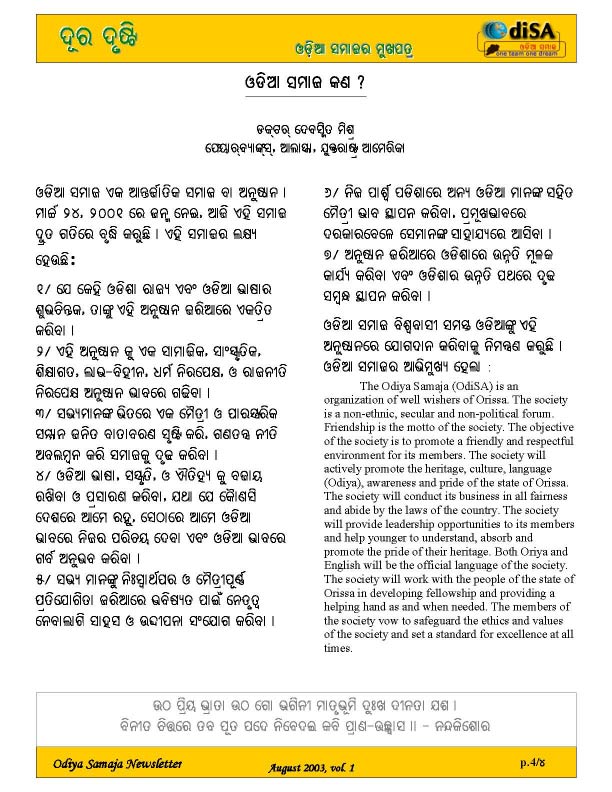 ଦୂର ଦୃଷ୍ଟି
ଓଡ଼ିଆ ସମାଜର ମୁଖପତ୍ର
OdiSA
ଓଡ଼ିଆ ସମାଜ
one team one dream
ଓଡିଆ ସମାଜ କଣ ?
ଡକ୍ଟର୍ ଦେବସ୍ମିତ ମିଶ୍ର
ଫେୟାର୍‌ବ୍ୟାଙ୍କ୍‌ସ୍, ଆଲାସ୍କା, ଯୁକ୍ତରାଷ୍ଟ୍ର ଆମେରିକା
ଓଡିଆ ସମାଜ ଏକ ଆନ୍ତର୍ଜାତିକ ସମାଜ ବା ଅନୁଷ୍ଠାନ ।
ମାର୍ଚ୍ଚ ୨୪, ୨୦୦୧ ରେ ଜନ୍ମ ନେଇ, ଆଜି ଏହି ସମାଜ
ଦ୍ରୁତ ଗତିରେ ବୃଦ୍ଧି କରୁଛି । ଏହି ସମାଜର ଲକ୍ଷ୍ୟ
ହେଉଛି:
୧/ ଯେ କେହି ଓଡିଶା ରାଜ୍ୟ ଏବଂ ଓଡିଆ ଭାଷାର
ଶୁଭଚିନ୍ତକ, ତାଙ୍କୁ ଏହି ଅନୁଷ୍ଠାନ ଜରିଆରେ ଏକତ୍ରିତ
କରିବା ।
୨/ ଏହି ଅନୁଷ୍ଠାନ କୁ ଏକ ସାମାଜିକ, ସାଂସ୍କୃତିକ,
ଶିକ୍ଷାଗତ, ଲାଭ-ବିହୀନ, ଧର୍ମ ନିରପେକ୍ଷ, ଓ ରାଜନୀତି
ନିରପେକ୍ଷ ଅନୁଷ୍ଠାନ ଭାବରେ ଗଢିବା ।
୩/ ସଭ୍ୟମାନଙ୍କ ଭିତରେ ଏକ ମୈତ୍ରୀ ଓ ପାରସ୍ପରିକ
ସମ୍ମାନ ଜନିତ ବାତାବରଣ ସୃଷ୍ଟି କରି, ଗଣତନ୍ତ୍ର ନୀତି
ଅବଲମ୍ବନ କରି ସମାଜକୁ ଦୃଢ କରିବା ।
୪/ ଓଡିଆ ଭାଷା, ସଂସ୍କୃତି, ଓ ଐତିହ୍ୟ କୁ ବଜାୟ
ରଖିବା ଓ ପ୍ରସାରଣ କରିବା, ଯଥା ଯେ କୌଣସି
ଦେଶରେ ଆମେ ରହୁ, ସେଠାରେ ଆମେ ଓଡିଆ
ଭାବରେ ନିଜର ପରିଚୟ ଦେବା ଏବଂ ଓଡିଆ ଭାବରେ
ଗର୍ବ ଅନୁଭବ କରିବା ।
୫/ ସଭ୍ୟ ମାନଙ୍କୁ ନିଃସ୍ୱାର୍ଥପର ଓ ମୈତ୍ରୀପୂର୍ଣ୍ଣ
ପ୍ରତିଯୋଗିତା ଜରିଆରେ ଭବିଷ୍ୟତ ପାଇଁ ନେତୃତ୍ୱ
ନେବାଲାଗି ସାହସ ଓ ଉଦ୍ଦୀପନା ସଂଯୋଗ କରିବା ।
୬/ ନିଜ ପାର୍ଶ୍ୱ ପଡିଶାରେ ଅନ୍ୟ ଓଡିଆ ମାନଙ୍କ ସହିତ
ମୈତ୍ରୀ ଭାବ ସ୍ଥାପନ କରିବା, ପ୍ରମୁଖଭାବରେ
ଦରକାରବେଳେ ସେମାନଙ୍କ ସାହାଯ୍ୟରେ ଆସିବା ।
୭/ ଅନୁଷ୍ଠାନ ଜରିଆରେ ଓଡିଶାରେ ଉନ୍ନତି ମୂଳକ
କାର୍ଯ୍ୟ କରିବା ଏବଂ ଓଡିଶାର ଉନ୍ନତି ପଥରେ ଦୃଢ
ସମ୍ବନ୍ଧ ସ୍ଥାପନ କରିବା ।
ଓଡିଆ ସମାଜ ବିଶ୍ୱବାସୀ ସମସ୍ତ ଓଡିଆଙ୍କୁ ଏହି
ଅନୁଷ୍ଠାନରେ ଯୋଗଦାନ କରିବାକୁ ନିମନ୍ତ୍ରଣ କରୁଛି ।
ଓଡିଆ ସମାଜର ଆଭିମୁଖ୍ୟ ହେଲା :
The Odiya Samaja (OdiSA) is an
organization of well wishers of Orissa. The society
is a non-ethnic, secular and non-political forum.
Friendship is the motto of the society. The objective
of the society is to promote a friendly and respectful
environment for its members. The society will
actively promote the heritage, culture, language
(Odiya), awareness and pride of the state of Orissa.
The society will conduct its business in all fairness
and abide by the laws of the country. The society
will provide leadership opportunities to its members
and help younger to understand, absorb and
promote the pride of their heritage. Both Oriya and
English will be the official language of the society.
The society will work with the people of the state of
Orissa in developing fellowship and providing a
helping hand as and when needed. The members of
the society vow to safeguard the ethics and values
of the society and set a standard for excellence at all
times.
ଉଠ ପ୍ରିୟ ଭ୍ରାତା ଉଠ ଗୋ ଭଗିନୀ ମାତୃଭୂମି ଦୁଃଖ ଦୀନତା ଯଶ ।
ବିନୀତ ଚିତ୍ତରେ ତବ ପୂତ ପଦେ ନିବେଦଇ କବି ପ୍ରାଣ-ଉଚ୍ଛ୍ୱାସ ।। - ନନ୍ଦକିଶୋର
Odiya Samaja Newsletter
August 2003, vol. 1
p.4/୪